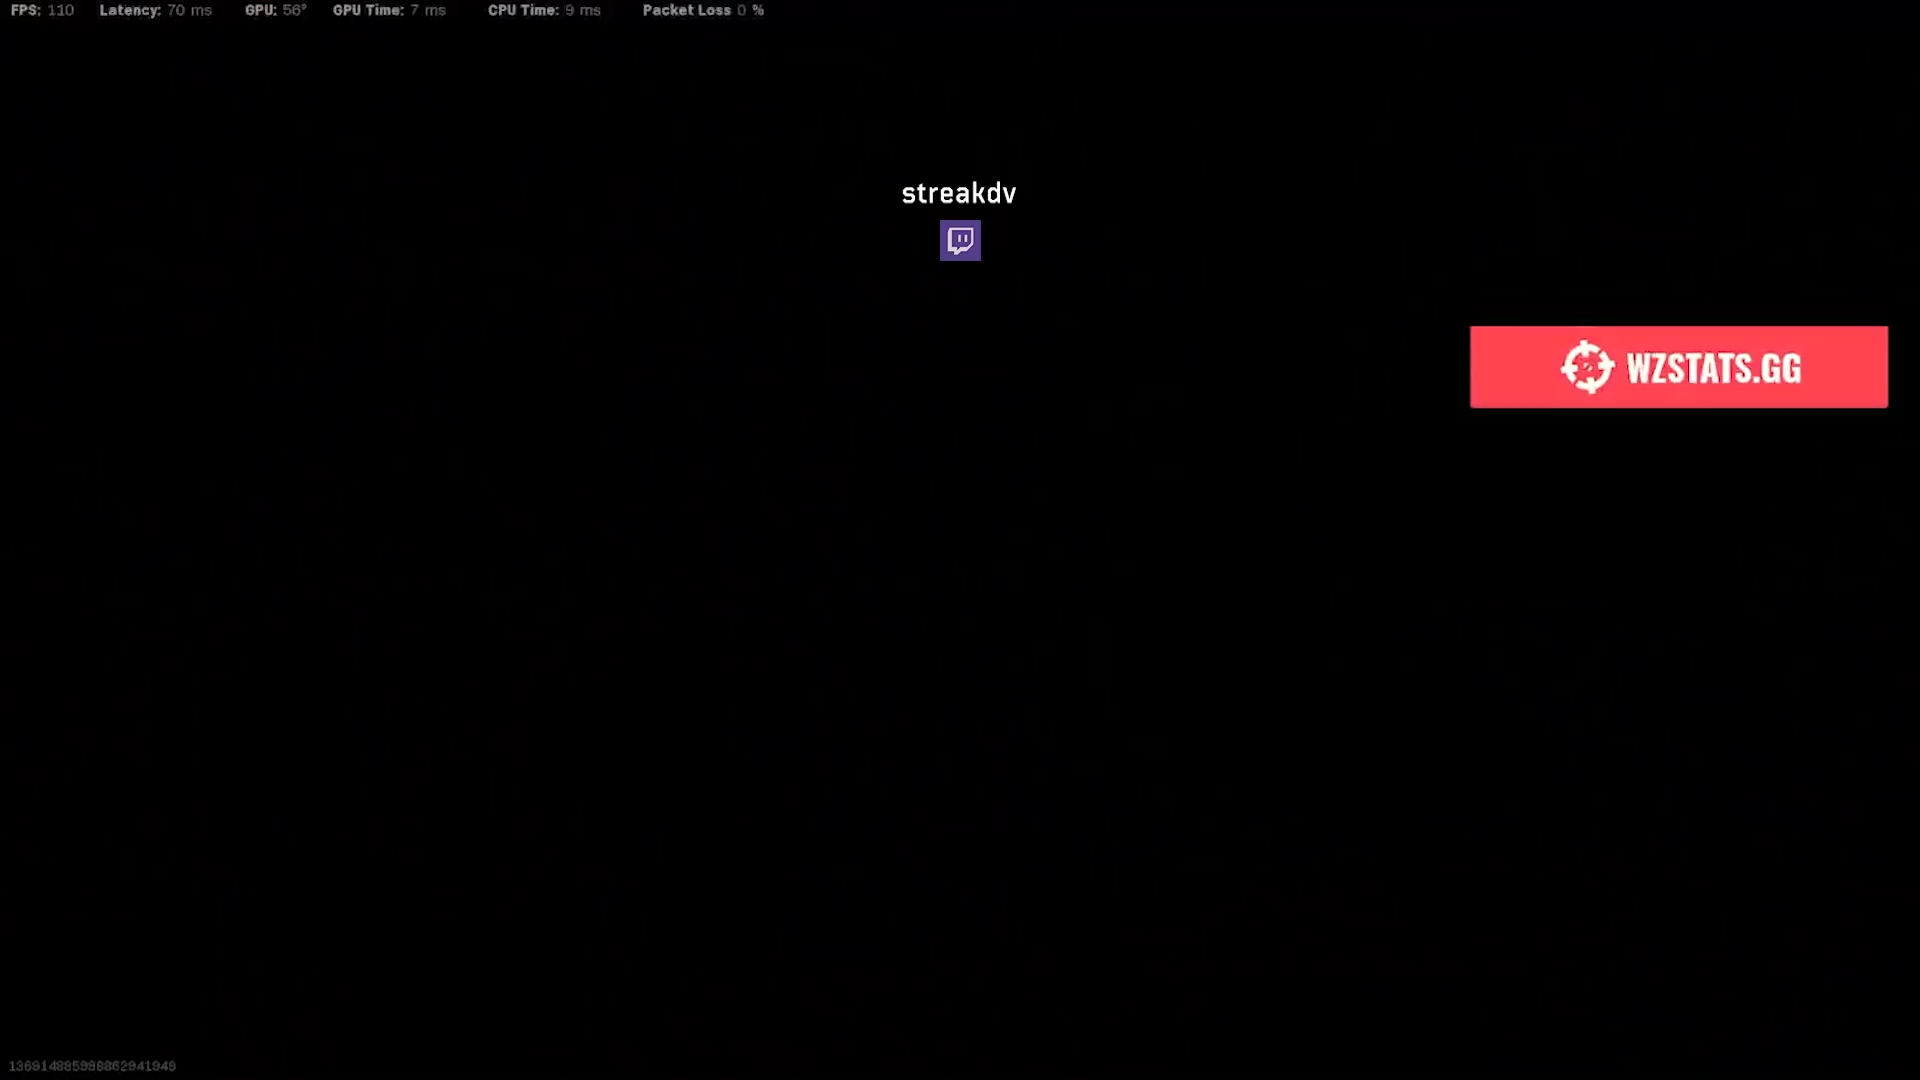 FPS: 110 Latency: 70 ms GPU: 56° GPU Time: 7 ms CPU Time: 9 ms Packet Loss 0 %
streakdv
WZSTATS.GG